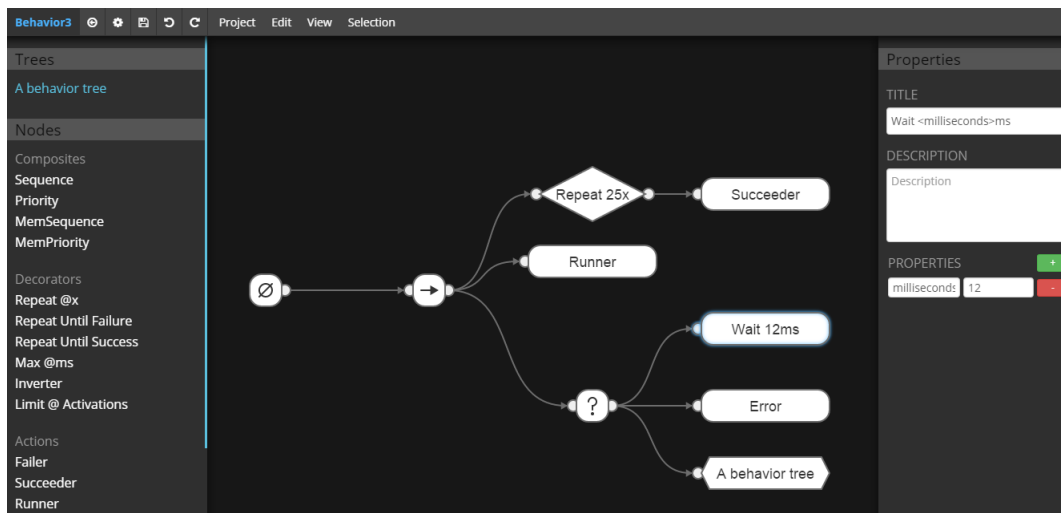 Behavior3 Project Edit View Selection
Trees
A behavior tree
Nodes
Composites
Sequence
Priority
MemSequence
MemPriority
Decorators
Repeat @x
Repeat Until Failure
Repeat Until Success
Max @ms
Inverter
Limit @ Activations
Actions
Failer
Succeeder
Runner
Repeat 25x
Succeeder
Runner
Wait 12ms
?
Error
A behavior tree
Properties
TITLE
Wait <milliseconds>ms
DESCRIPTION
Description
PROPERTIES +
milliseconds 12 -